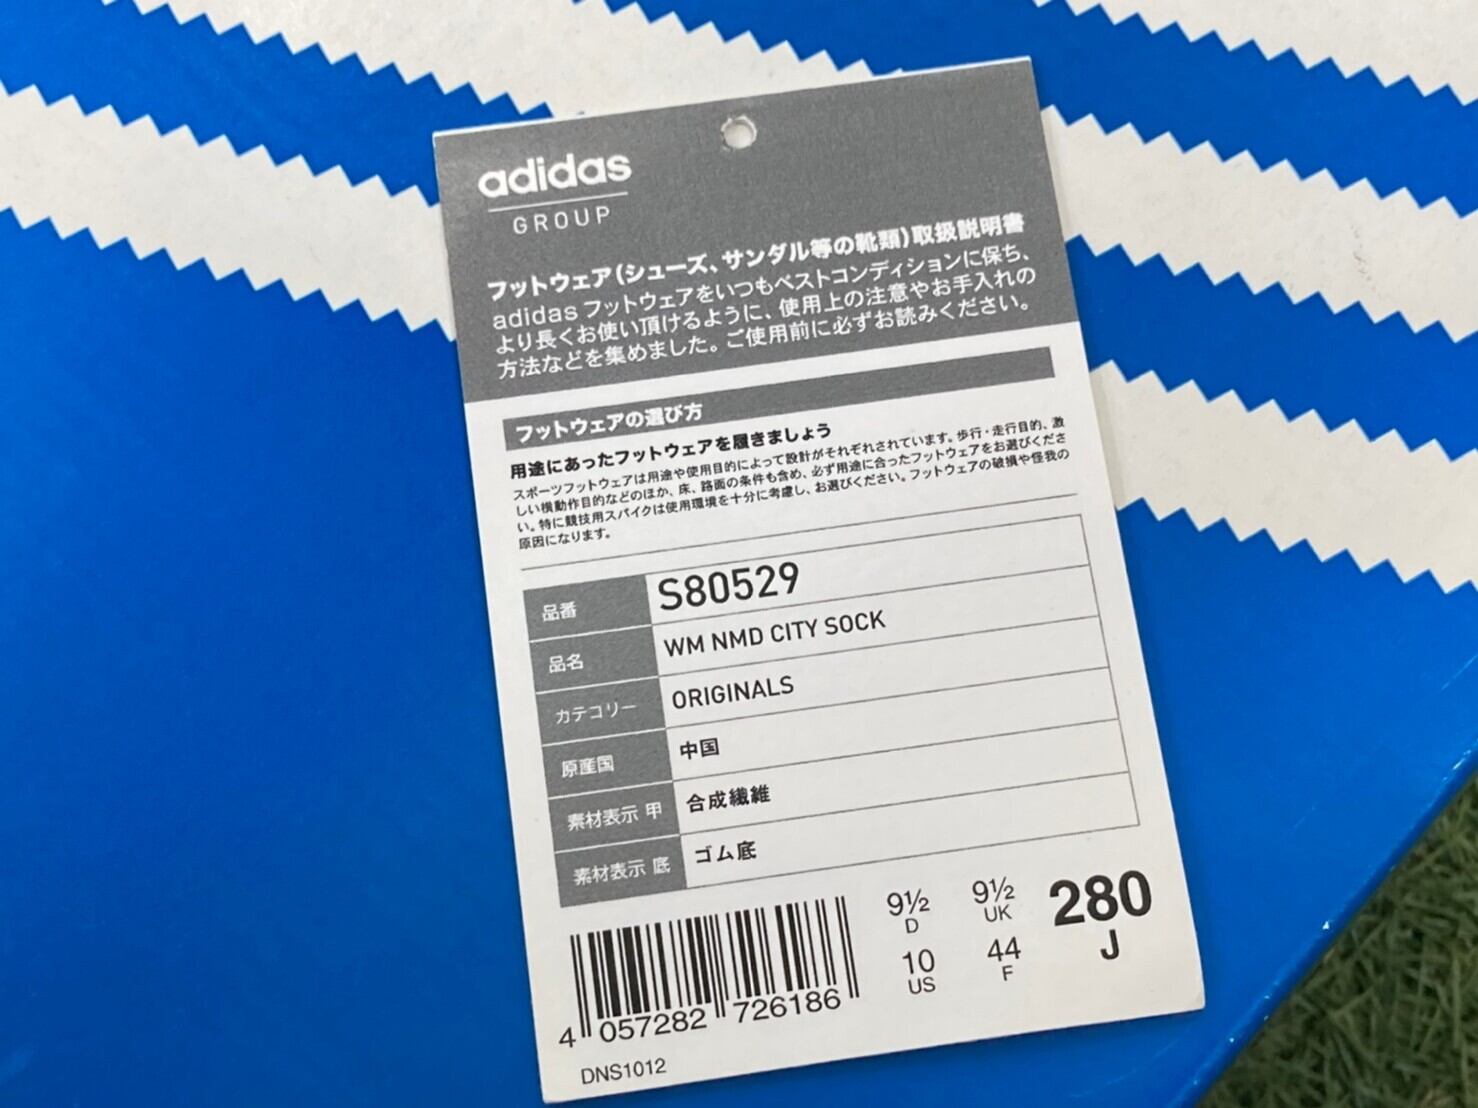 adidas
GROUP
フットウェア(シューズ、サンダル等の靴類)取扱説明書
adidas フットウェアをいつもベストコンディションに保ち、
より長くお使い頂けるように、使用上の注意やお手入れの
方法などを集めました。ご使用前に必ずお読みください。
フットウェアの選び方
用途にあったフットウェアを履きましょう
スポーツフットウェアは用途や使用目的によって設計がそれぞれされています。歩行・走行目的、激
しい横動作目的などのほか、床、路面の条件も含め、必ず用途に合ったフットウェアをお選びくださ
い。特に競技用スパイクは使用環境を十分に考慮し、お選びください。フットウェアの破損や怪我の
原因になります。
品番 S80529
品名 WM NMD CITY SOCK
カテゴリー ORIGINALS
原産国 中国
素材表示 甲 合成繊維
素材表示 底 ゴム底
9½ D 9½ UK 280 J
10 US 44 F
4 057282 726186
DNS1012